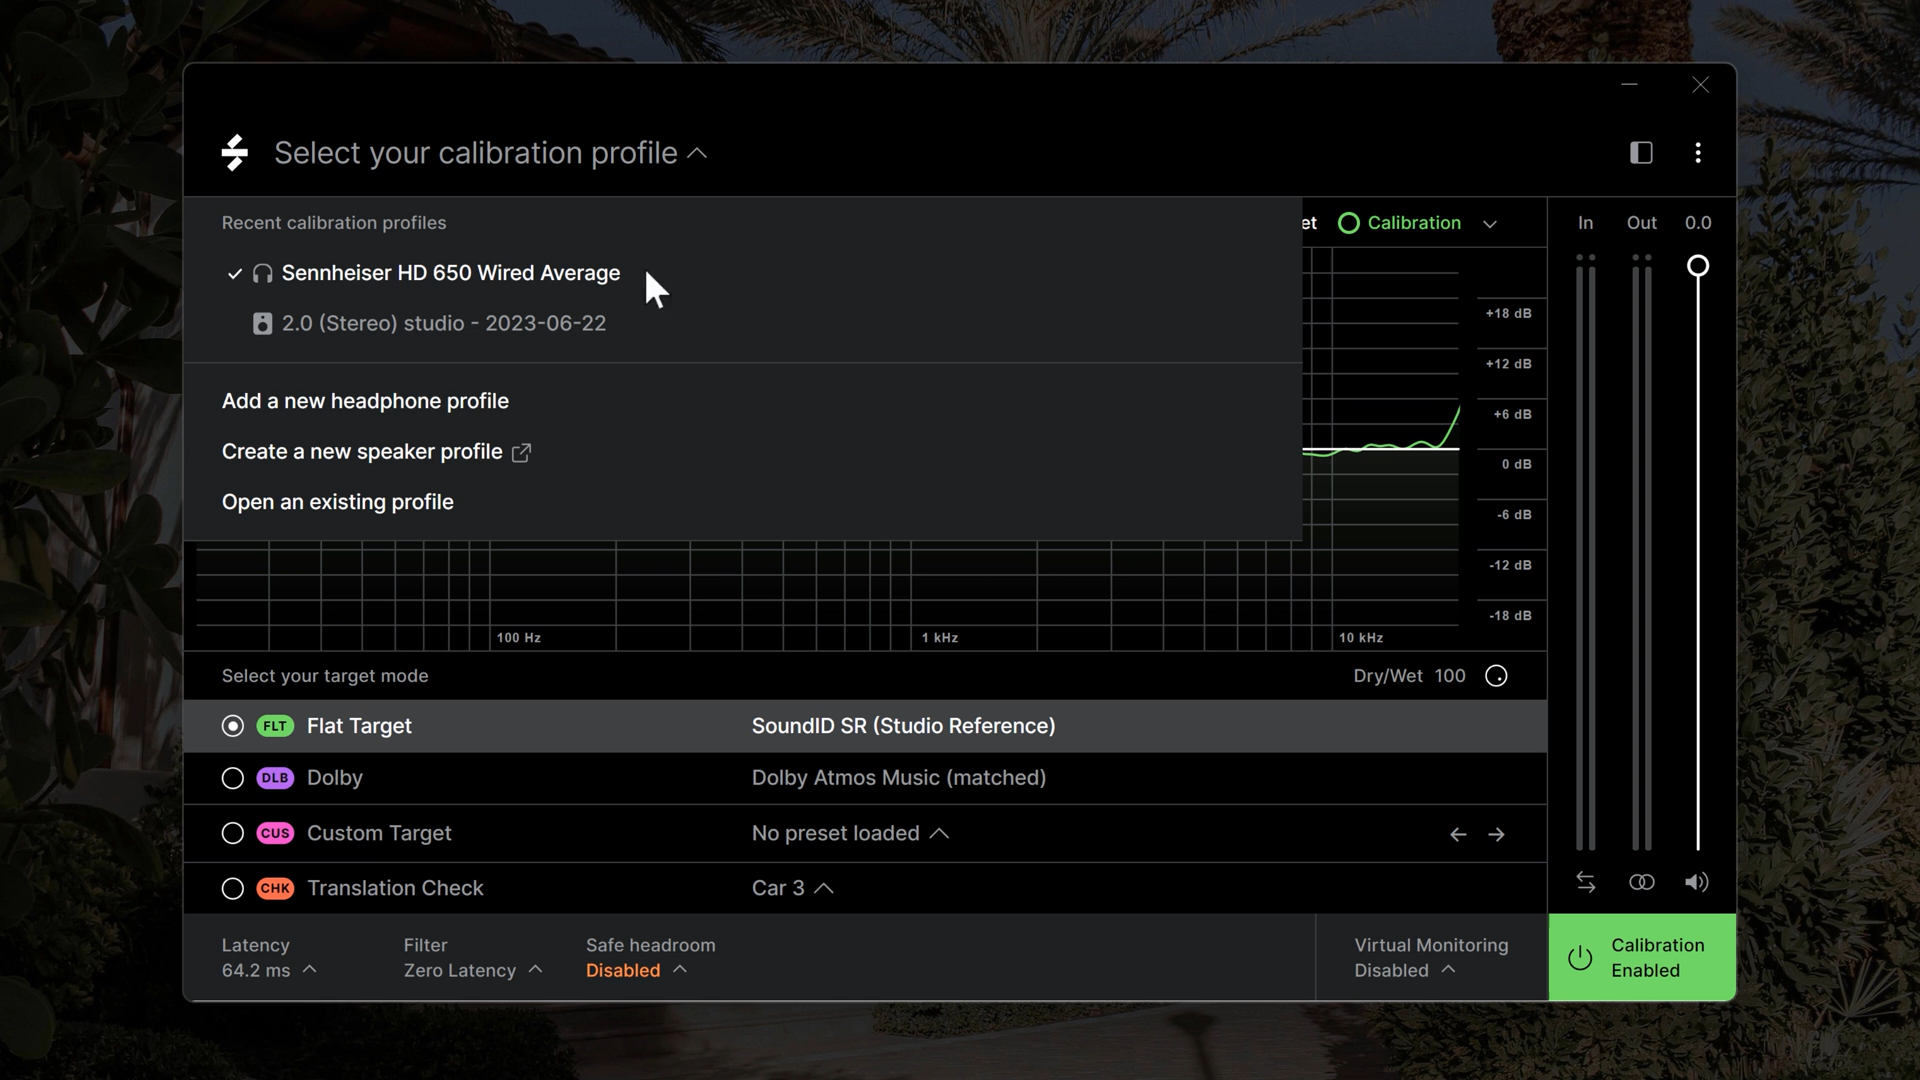 Select your calibration profile
Recent calibration profiles
et Calibration
In Out 0.0
Sennheiser HD 650 Wired Average
2.0 (Stereo) studio - 2023-06-22
Add a new headphone profile
Create a new speaker profile
Open an existing profile
+18 dB
+12 dB
+6 dB
0 dB
-6 dB
-12 dB
-18 dB
100 Hz 1 kHz 10 kHz
Select your target mode Dry/Wet 100
FLT Flat Target SoundID SR (Studio Reference)
DLB Dolby Dolby Atmos Music (matched)
CUS Custom Target No preset loaded
CHK Translation Check Car 3
Latency
64.2 ms
Filter
Zero Latency
Safe headroom
Disabled
Virtual Monitoring
Disabled
Calibration
Enabled